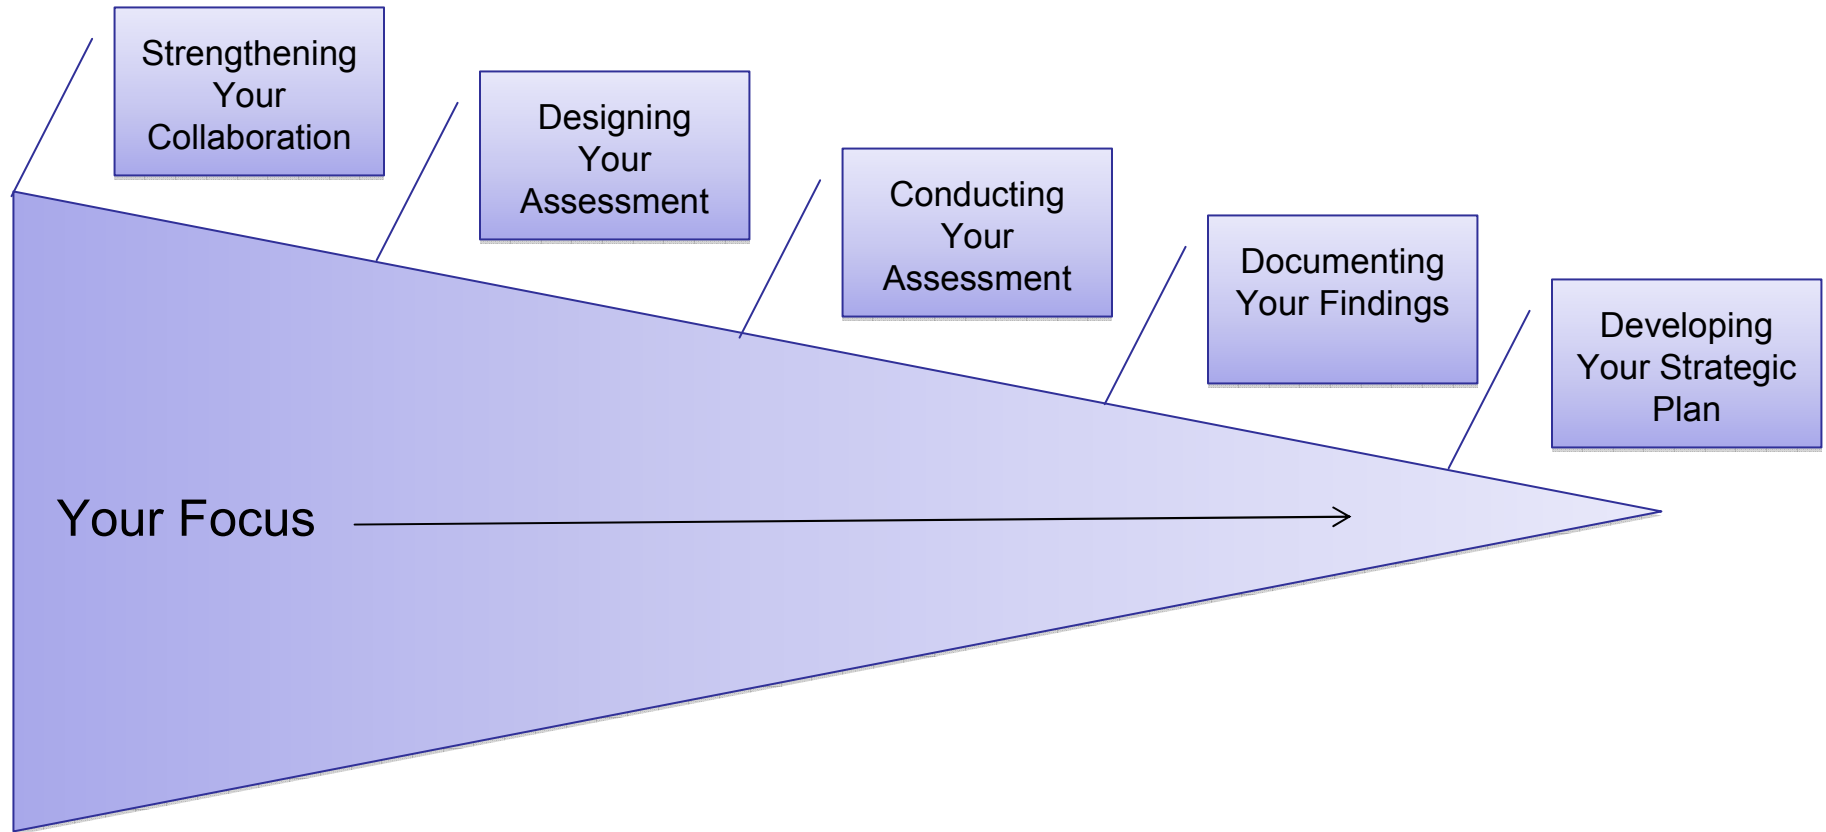 Strengthening
Your
Collaboration
Designing
Your
Assessment
Conducting
Your
Assessment
Documenting
Your Findings
Developing
Your Strategic
Plan
Your Focus